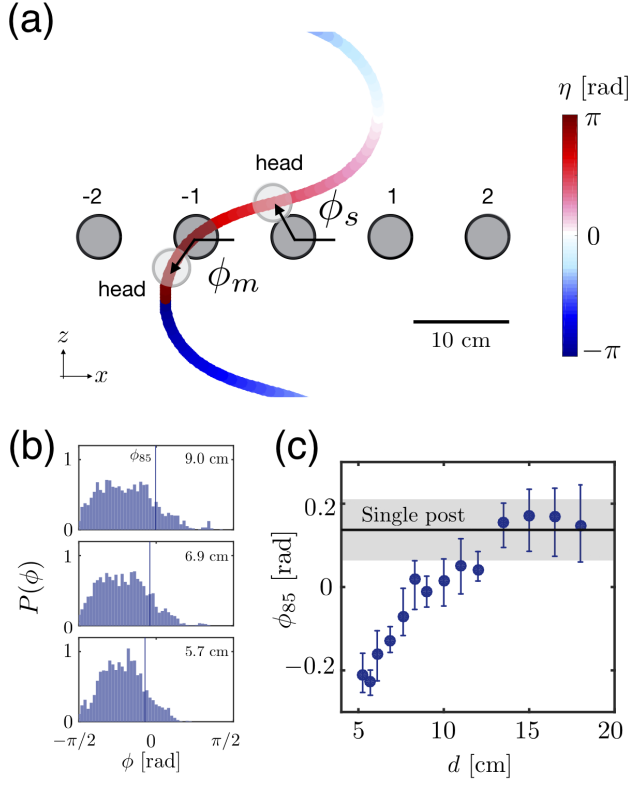 (a)
η [rad]
π
0
−π
head
-2
-1
1
2
ϕs
ϕm
head
10 cm
z
x
(b)
ϕ85
9.0 cm
1
0
6.9 cm
1
0
5.7 cm
1
0
P(ϕ)
−π/2
0
π/2
ϕ [rad]
(c)
Single post
0.2
0
−0.2
ϕ85 [rad]
5
10
15
20
d [cm]